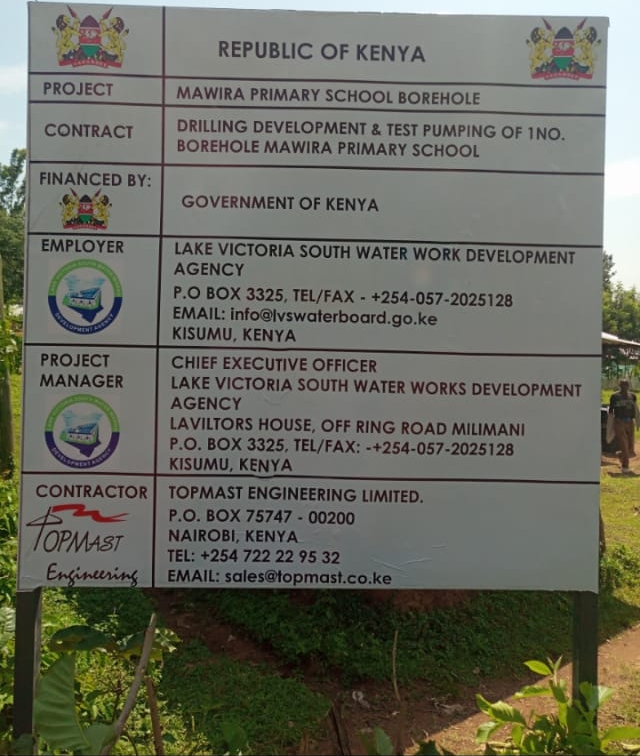 REPUBLIC OF KENYA
PROJECT
MAWIRA PRIMARY SCHOOL BOREHOLE
CONTRACT
DRILLING DEVELOPMENT & TEST PUMPING OF 1NO.
BOREHOLE MAWIRA PRIMARY SCHOOL
FINANCED BY:
GOVERNMENT OF KENYA
EMPLOYER
LAKE VICTORIA SOUTH WATER WORK DEVELOPMENT
AGENCY
P.O BOX 3325, TEL/FAX - +254-057-2025128
EMAIL: info@lvswaterboard.go.ke
KISUMU, KENYA
DEVELOPMENT AGENCY
PROJECT
MANAGER
CHIEF EXECUTIVE OFFICER
LAKE VICTORIA SOUTH WATER WORKS DEVELOPMENT
AGENCY
LAVILTORS HOUSE, OFF RING ROAD MILIMANI
P.O. BOX 3325, TEL/FAX: -+254-057-2025128
KISUMU, KENYA
DEVELOPMENT AGENCY
CONTRACTOR
TOPMAST
Engineering
TOPMAST ENGINEERING LIMITED.
P.O. BOX 75747 - 00200
NAIROBI, KENYA
TEL: +254 722 22 95 32
EMAIL: sales@topmast.co.ke